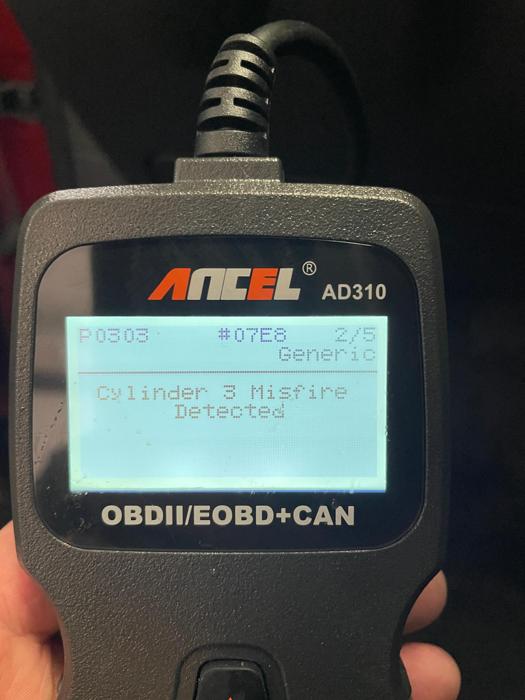 ANCEL®
AD310
P0303 #07E8 2/5
Generic
Cylinder 3 Misfire
Detected
OBDII/EOBD+CAN